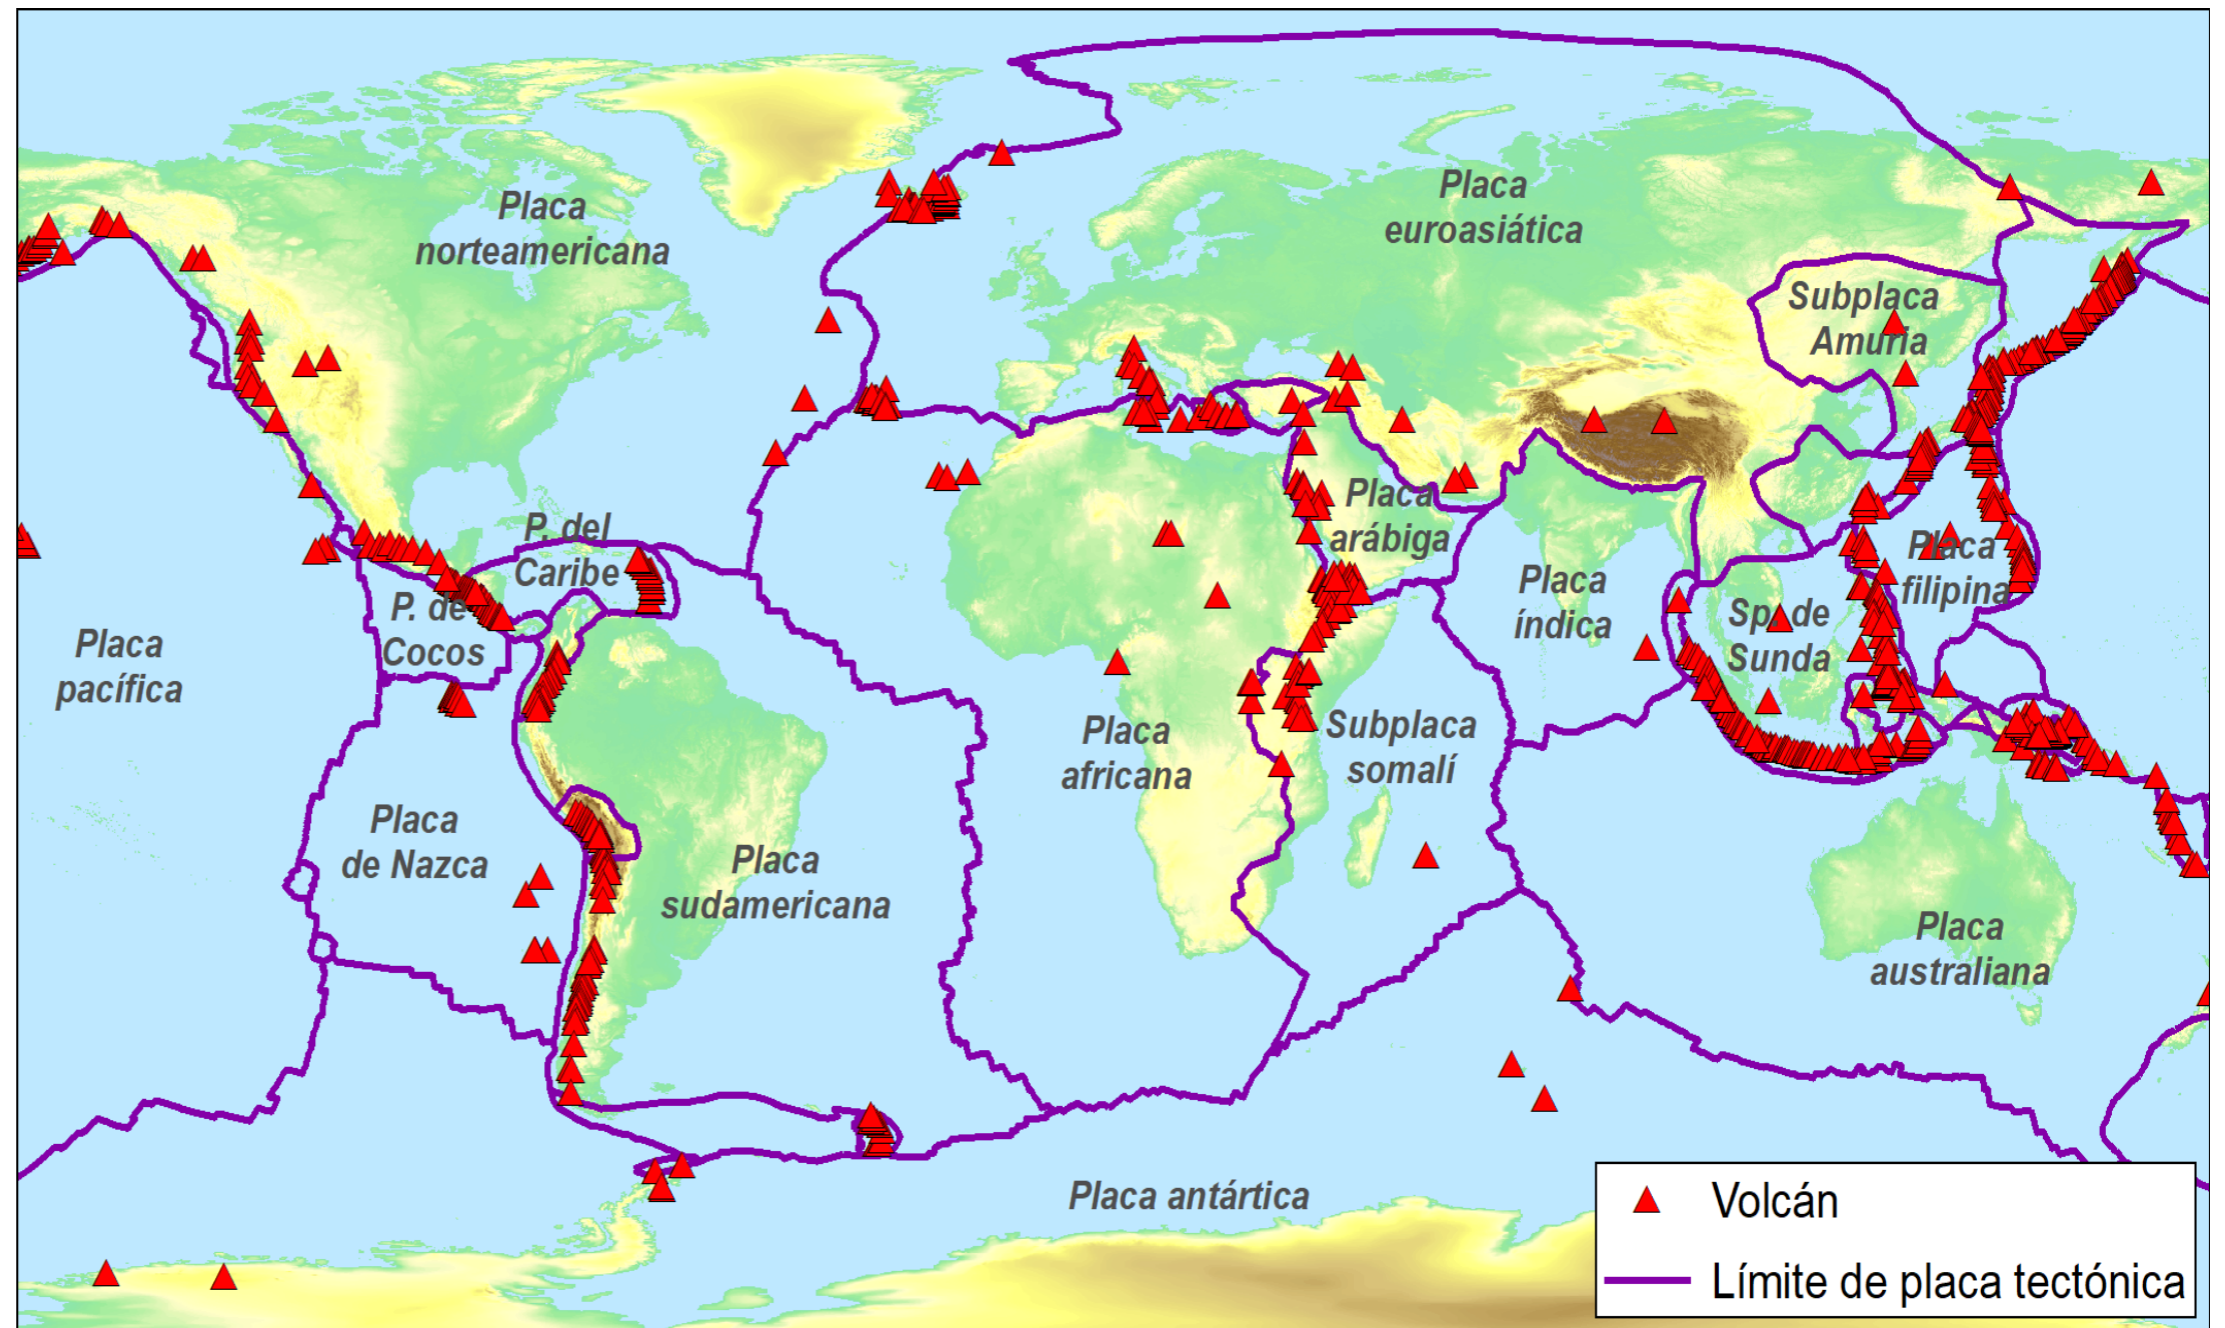 Placa
norteamericana
Placa
euroasiática
Subplaca
Amuria
P. del
Caribe
Placa
arábiga
Placa
filipina
P. de
Cocos
Placa
índica
Sp. de
Sunda
Placa
pacífica
Placa
africana
Subplaca
somalí
Placa
de Nazca
Placa
sudamericana
Placa
australiana
Placa antártica
Volcán
Límite de placa tectónica